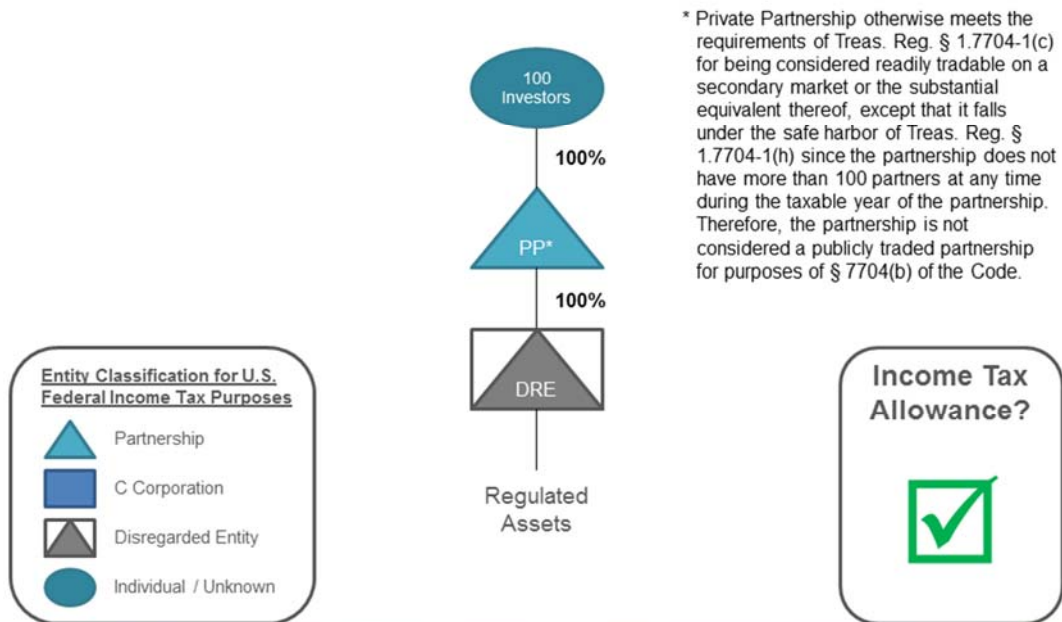 100
Investors
100%
PP*
100%
DRE
Regulated
Assets
* Private Partnership otherwise meets the
requirements of Treas. Reg. § 1.7704-1(c)
for being considered readily tradable on a
secondary market or the substantial
equivalent thereof, except that it falls
under the safe harbor of Treas. Reg. §
1.7704-1(h) since the partnership does not
have more than 100 partners at any time
during the taxable year of the partnership.
Therefore, the partnership is not
considered a publicly traded partnership
for purposes of § 7704(b) of the Code.
Entity Classification for U.S.
Federal Income Tax Purposes
Partnership
C Corporation
Disregarded Entity
Individual / Unknown
Income Tax
Allowance?